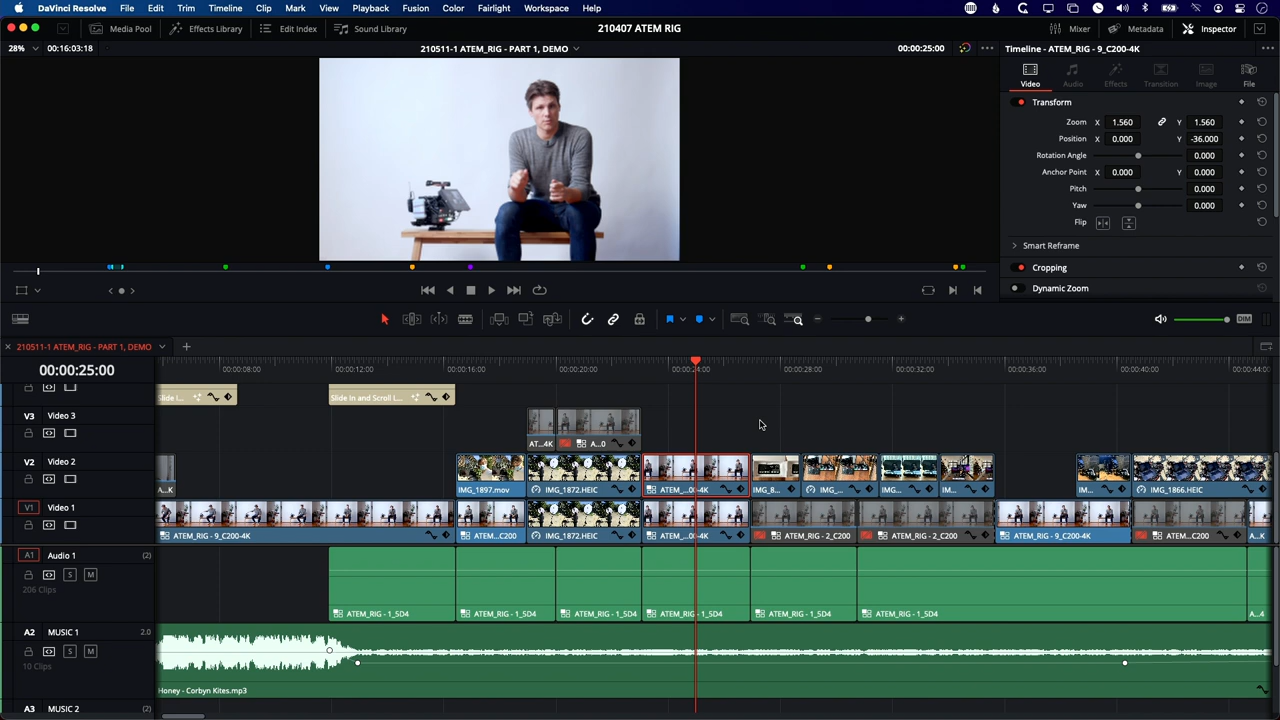 DaVinci Resolve File Edit Trim Timeline Clip Mark View Playback Fusion Color Fairlight Workspace Help
Media Pool Effects Library Edit Index Sound Library 210407 ATEM RIG Mixer Metadata Inspector
28% 00:16:03:18 210511-1 ATEM_RIG - PART 1, DEMO 00:00:25:00 Timeline - ATEM_RIG - 9_C200-4K
Video Audio Effects Transition Image File
Transform
Zoom X 1.560 Y 1.560
Position X 0.000 Y -36.000
Rotation Angle 0.000
Anchor Point X 0.000 Y 0.000
Pitch 0.000
Yaw 0.000
Flip
Smart Reframe
Cropping
Dynamic Zoom
DIM
210511-1 ATEM_RIG - PART 1, DEMO
00:00:25:00 00:00:08:00 00:00:12:00 00:00:16:00 00:00:20:00 00:00:24:00 00:00:28:00 00:00:32:00 00:00:36:00 00:00:40:00 00:00:44:00
Slide I... Slide In and Scroll L...
V3 Video 3
AT...4K A...0
V2 Video 2
A...K IMG_1897.mov IMG_1872.HEIC ATEM_...00-4K IMG_8... IMG_... IMG... IM... IM... IMG_1866.HEIC
V1 Video 1
ATEM_RIG - 9_C200-4K ATEM...C200 IMG_1872.HEIC ATEM_...00-4K ATEM_RIG - 2_C200 ATEM_RIG - 2_C200 ATEM_RIG - 9_C200-4K ATEM...C200 A...K
A1 Audio 1 (2)
S M
206 Clips
ATEM_RIG - 1_5D4 ATEM_RIG - 1_5D4 ATEM_RIG - 1_5D4 ATEM_RIG - 1_5D4 ATEM_RIG - 1_5D4 ATEM_RIG - 1_5D4 A...4
A2 MUSIC 1 2.0
S M
10 Clips
Honey - Corbyn Kites.mp3
A3 MUSIC 2 (2)